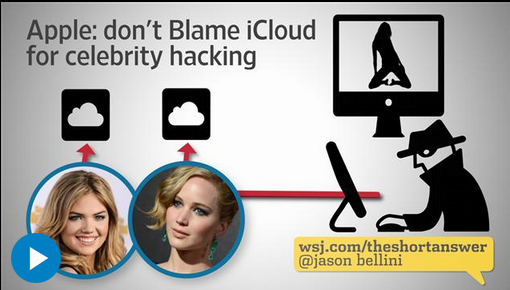 Apple: don't Blame iCloud
for celebrity hacking
wsj.com/theshortanswer
@jason bellini